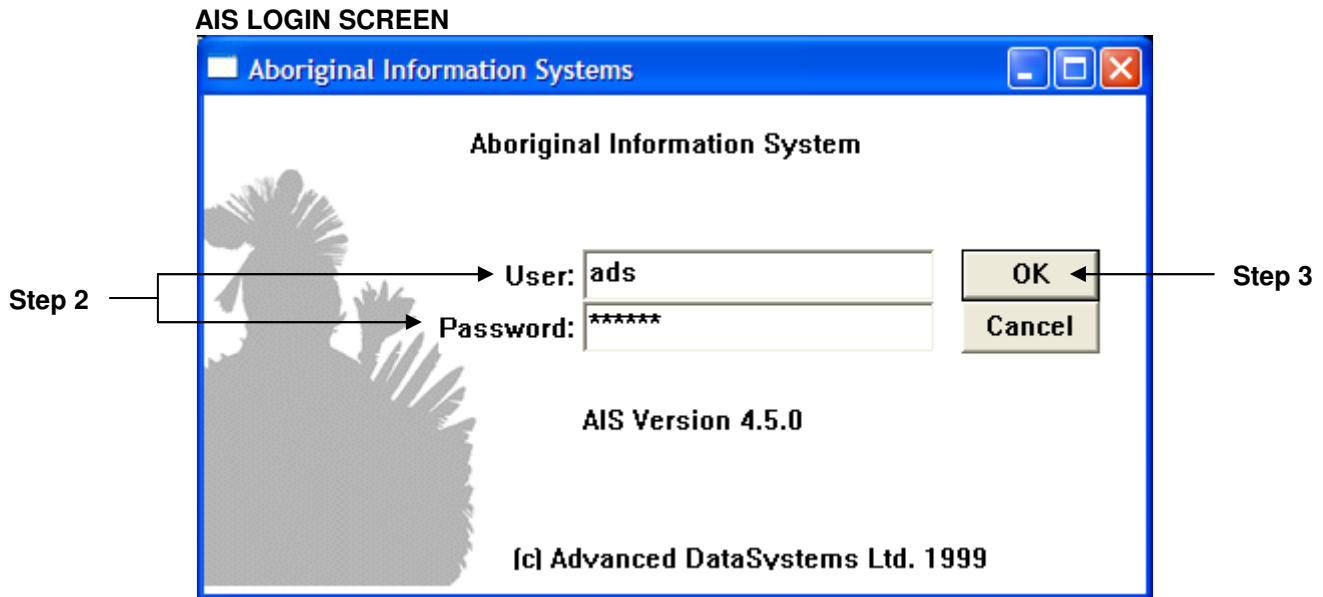 AIS LOGIN SCREEN
Aboriginal Information Systems
Aboriginal Information System
Step 2
User: ads
OK
Step 3
Password: ******
Cancel
AIS Version 4.5.0
(c) Advanced DataSystems Ltd. 1999